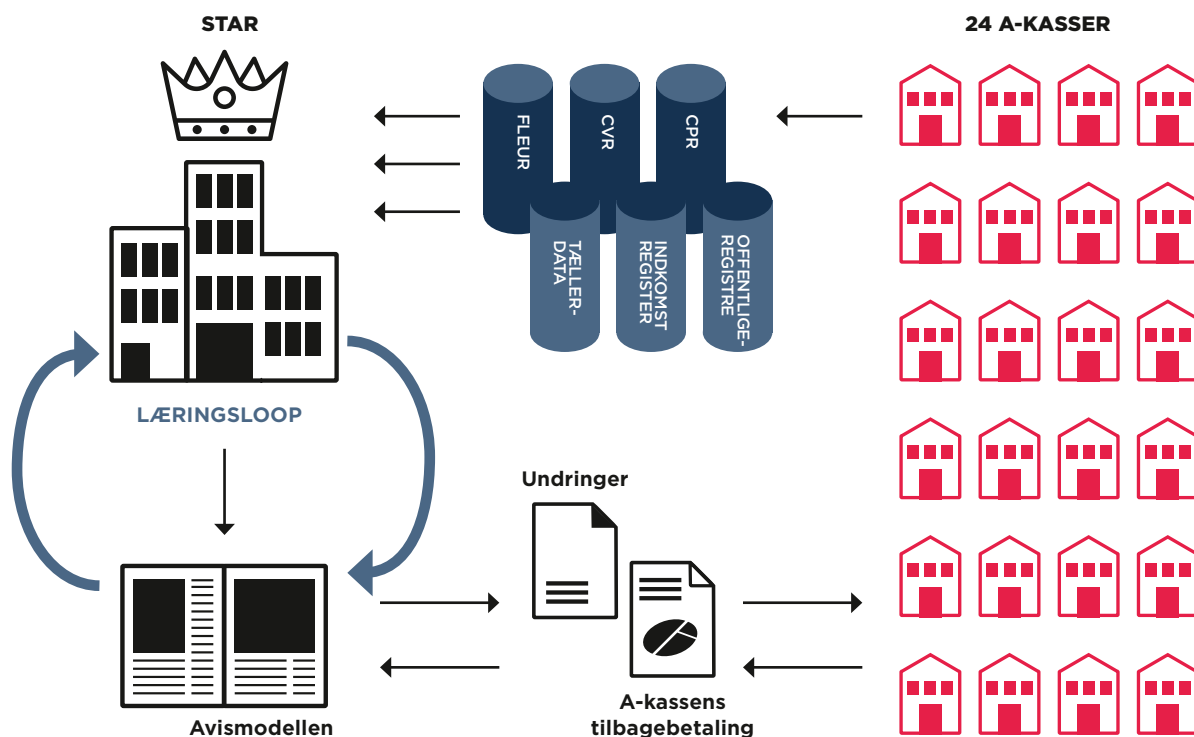 STAR
24 A-KASSER
FLEUR
CVR
CPR
TÆLLER-
DATA
INDKOMST
REGISTER
OFFENTLIGE-
REGISTRE
LÆRINGSLOOP
Undringer
Avismodellen
A-kassens
tilbagebetaling